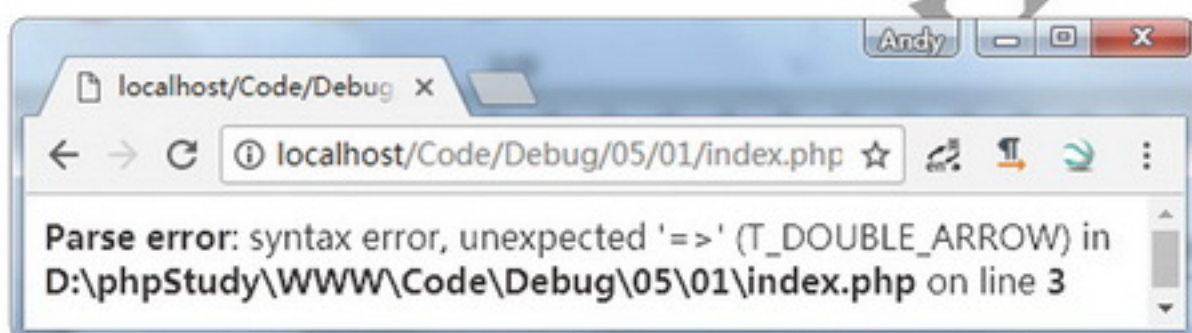 Andy
localhost/Code/Debug
localhost/Code/Debug/05/01/index.php
en
Parse error: syntax error, unexpected '=>' (T_DOUBLE_ARROW) in
D:\phpStudy\WWW\Code\Debug\05\01\index.php on line 3